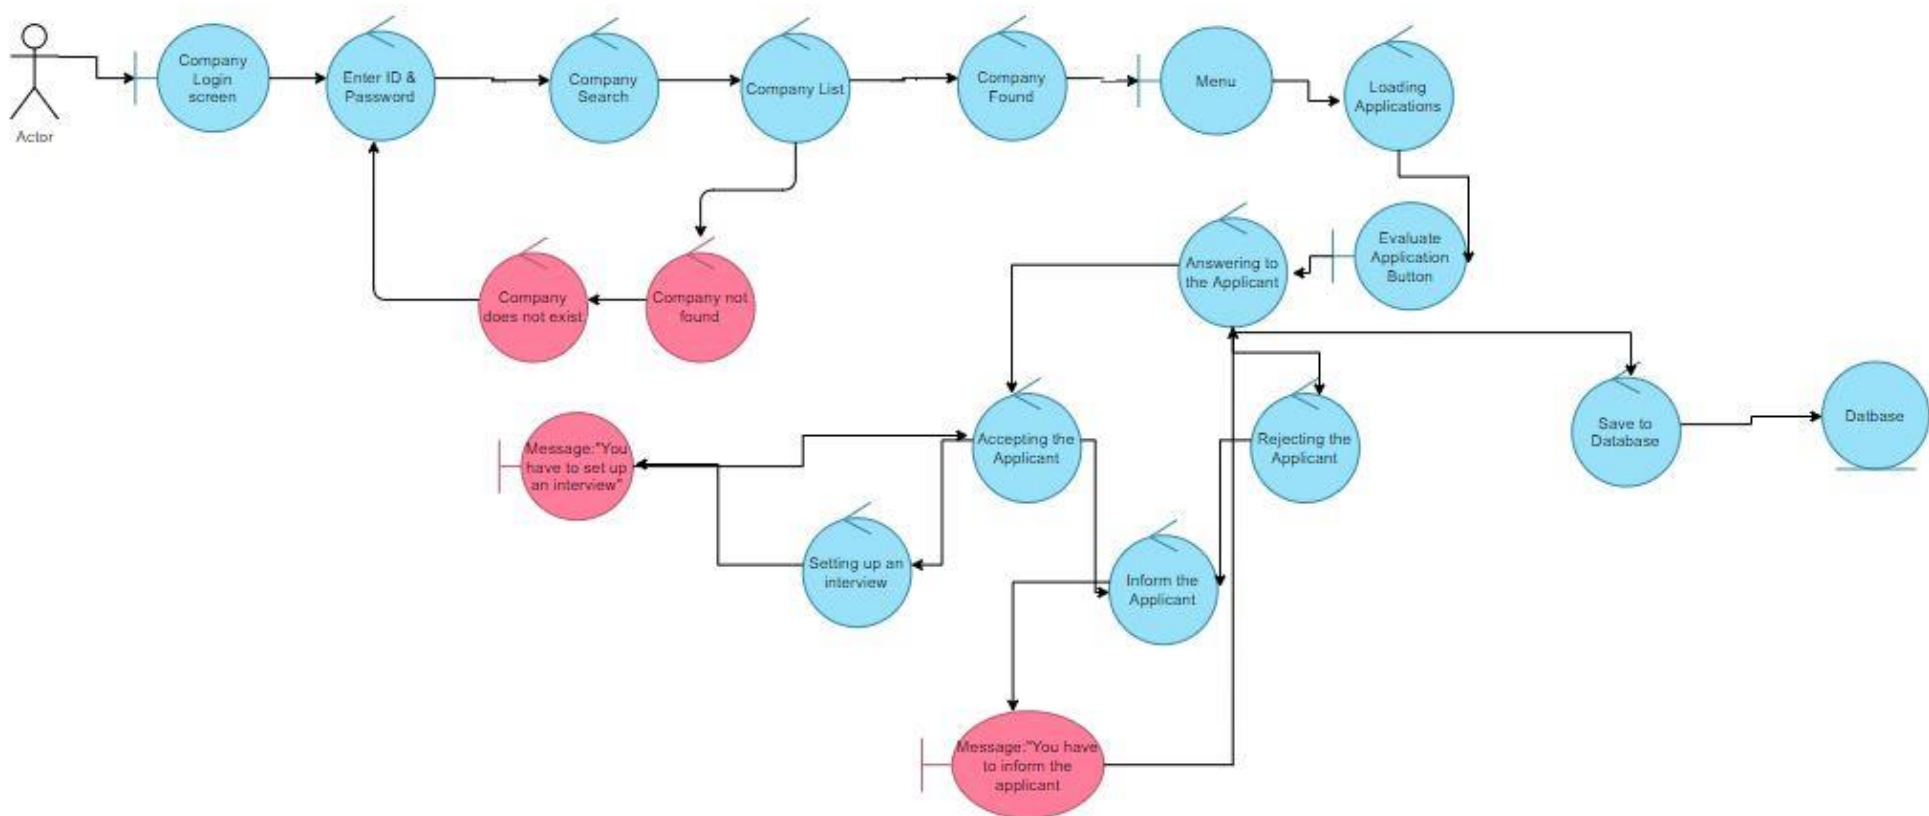 Actor
Company
Login
screen
Enter ID &
Password
Company
Search
Company List
Company
Found
Menu
Loading
Applications
Evaluate
Application
Button
Answering to
the Applicant
Company
does not exist
Company not
found
Message:"You
have to set up
an interview"
Accepting the
Applicant
Rejecting the
Applicant
Save to
Database
Datbase
Setting up an
interview
Inform the
Applicant
Message:"You have
to inform the
applicant